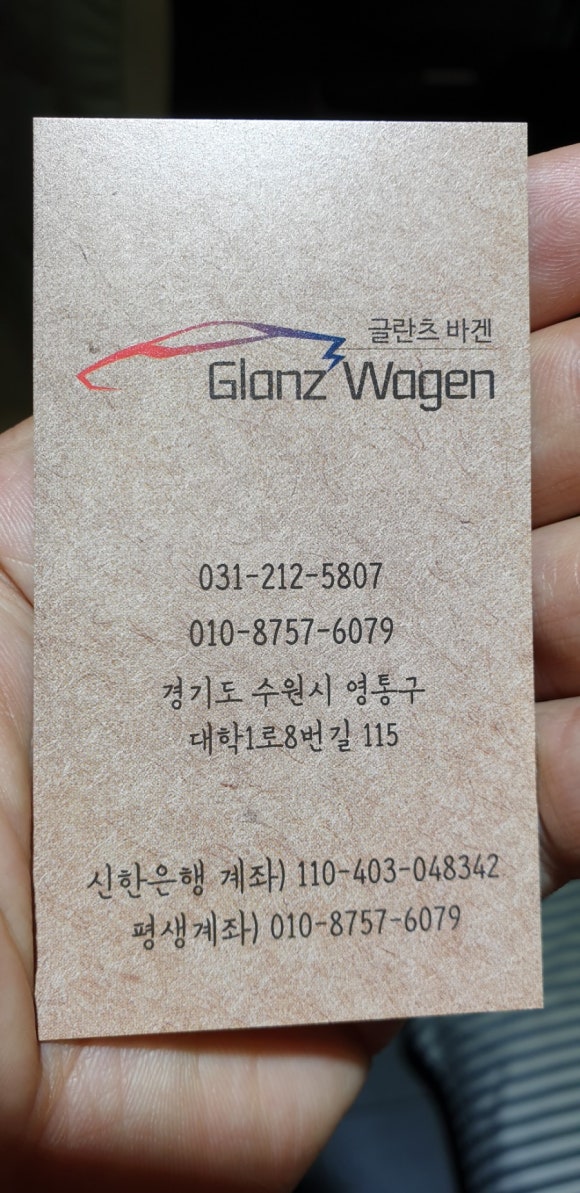 글란츠 바겐
Glanz Wagen
031-212-5807
010-8757-6079
경기도 수원시 영통구
대학1로8번길 115
신한은행 계좌) 110-403-048342
평생계좌) 010-8757-6079